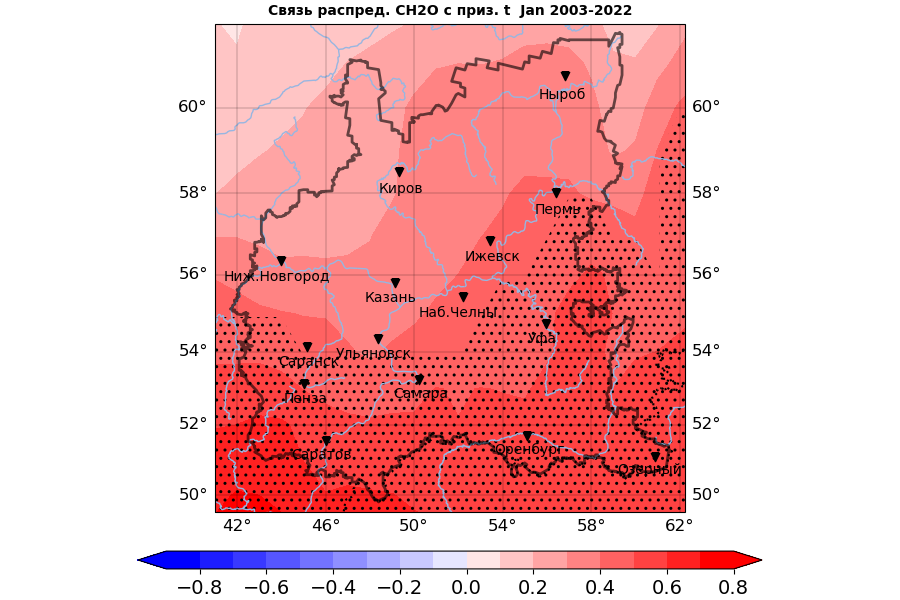 Связь распред. CH2O с приз. t  Jan 2003-2022
60°
60°
Ныроб
58°
Киров
58°
Пермь
Ижевск
56°
Ниж.Новгород
56°
Казань
Наб.Челны
Уфа
54°
Саранск
Ульяновск
54°
Пенза
Самара
52°
52°
Саратов
Оренбург
Озерный
50°
50°
42° 46° 50° 54° 58° 62°
−0.8 −0.6 −0.4 −0.2 0.0 0.2 0.4 0.6 0.8